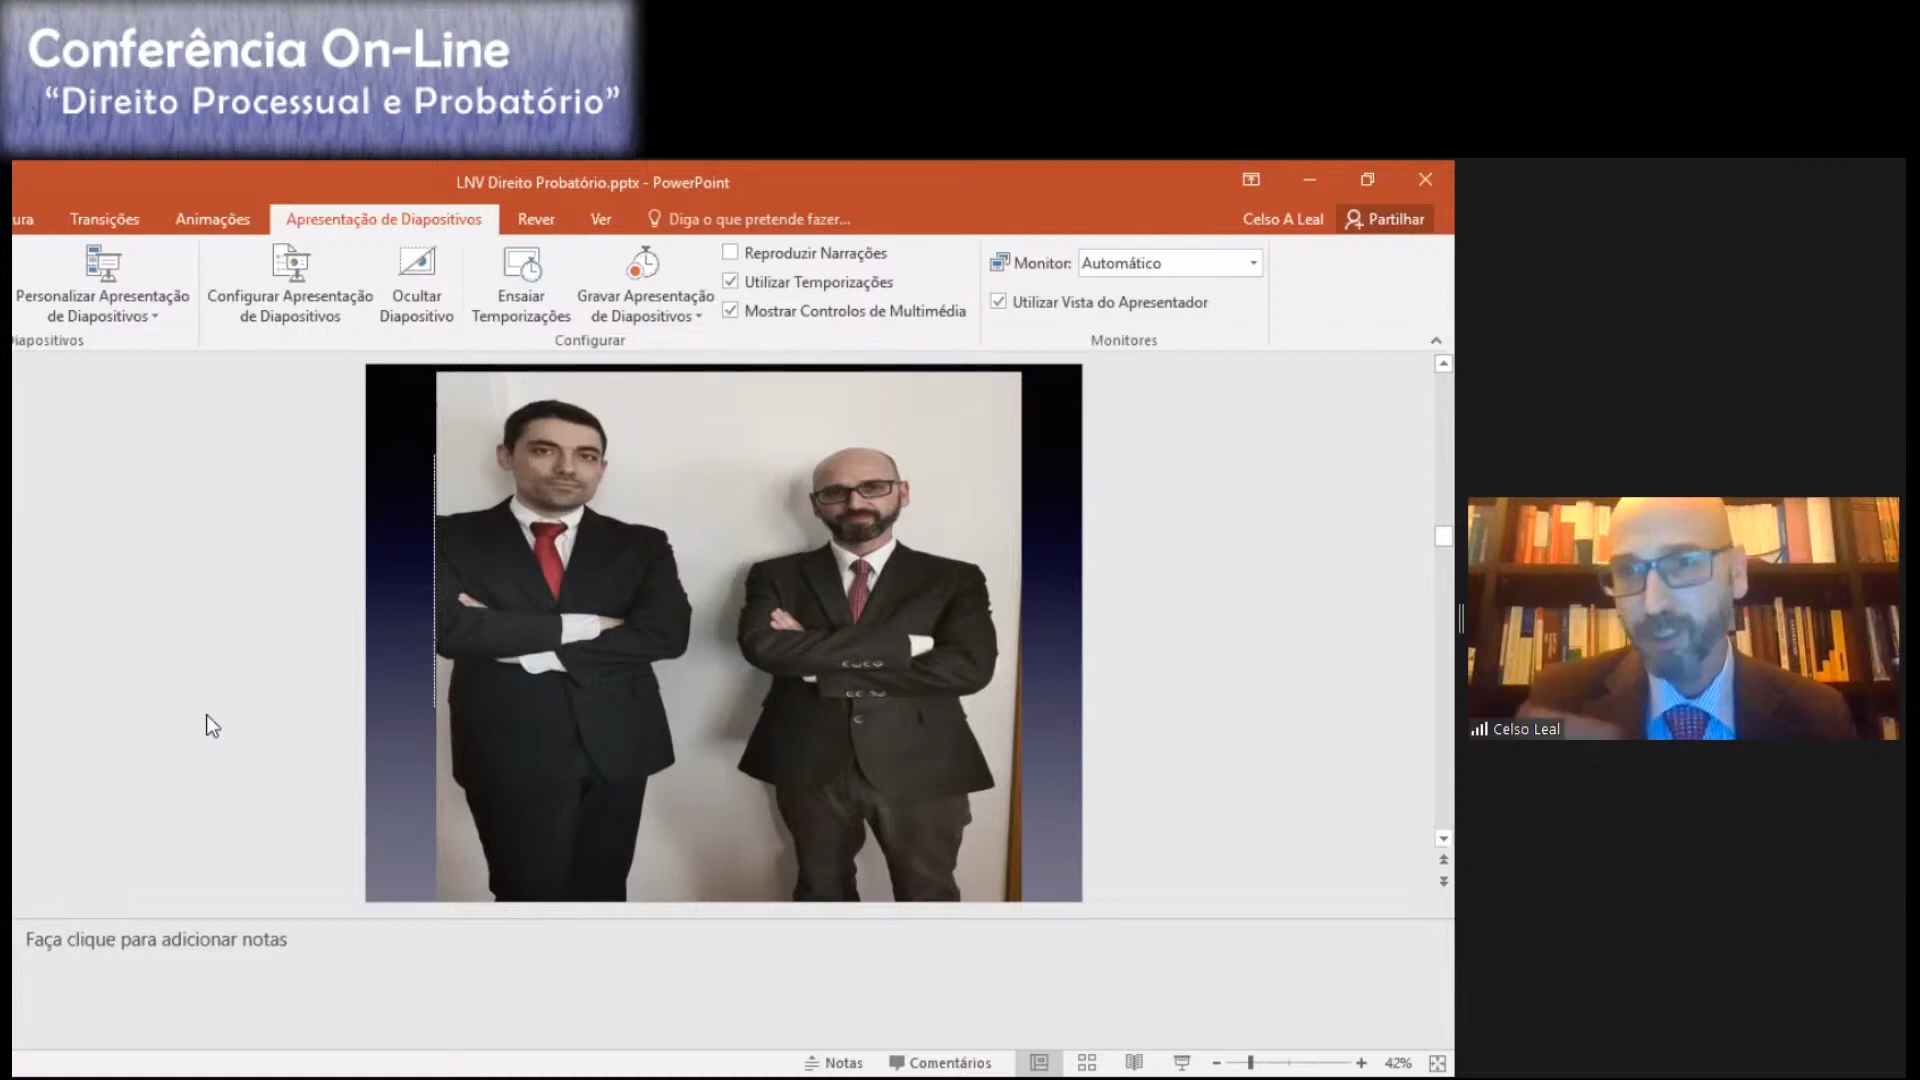 Conferência On-Line
“Direito Processual e Probatório”
LNV Direito Probatório.pptx - PowerPoint
ura
Transições
Animações
Apresentação de Diapositivos
Rever
Ver
Diga o que pretende fazer...
Celso A Leal
Partilhar
Personalizar Apresentação
de Diapositivos
Configurar Apresentação
de Diapositivos
Ocultar
Diapositivo
Ensaiar
Temporizações
Gravar Apresentação
de Diapositivos
Reproduzir Narrações
Utilizar Temporizações
Mostrar Controlos de Multimédia
Monitor: Automático
Utilizar Vista do Apresentador
iapositivos
Configurar
Monitores
Celso Leal
Faça clique para adicionar notas
Notas
Comentários
42%